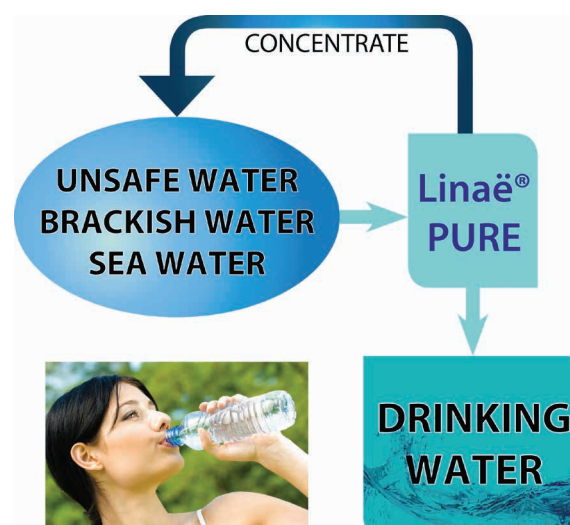 CONCENTRATE
UNSAFE WATER
BRACKISH WATER
SEA WATER
Linaë®
PURE
DRINKING
WATER